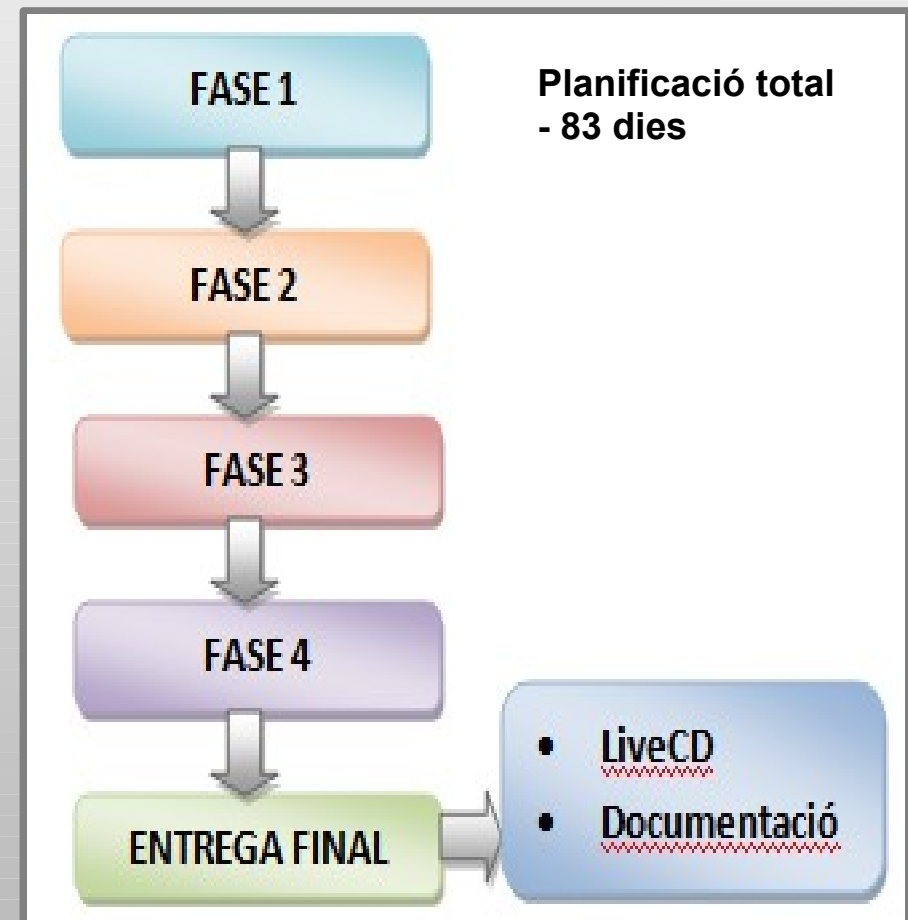 FASE 1
Planificació total
- 83 dies
FASE 2
FASE 3
FASE 4
• LiveCD
• Documentació
ENTREGA FINAL